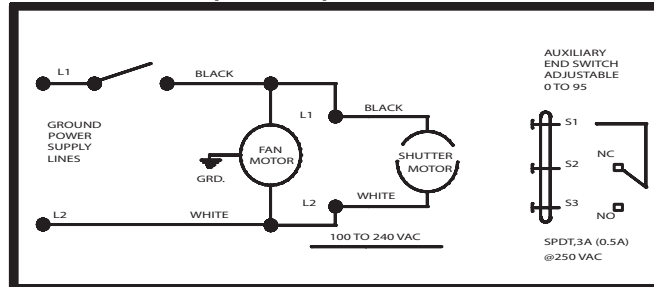 AUXILIARY
END SWITCH
ADJUSTABLE
0 TO 95
L1
BLACK
L1
BLACK
S1
GROUND
POWER
SUPPLY
LINES
FAN
MOTOR
SHUTTER
MOTOR
S2
NC
GRD.
L2
WHITE
S3
NO
L2
WHITE
100 TO 240 VAC
SPDT,3A (0.5A)
@250 VAC